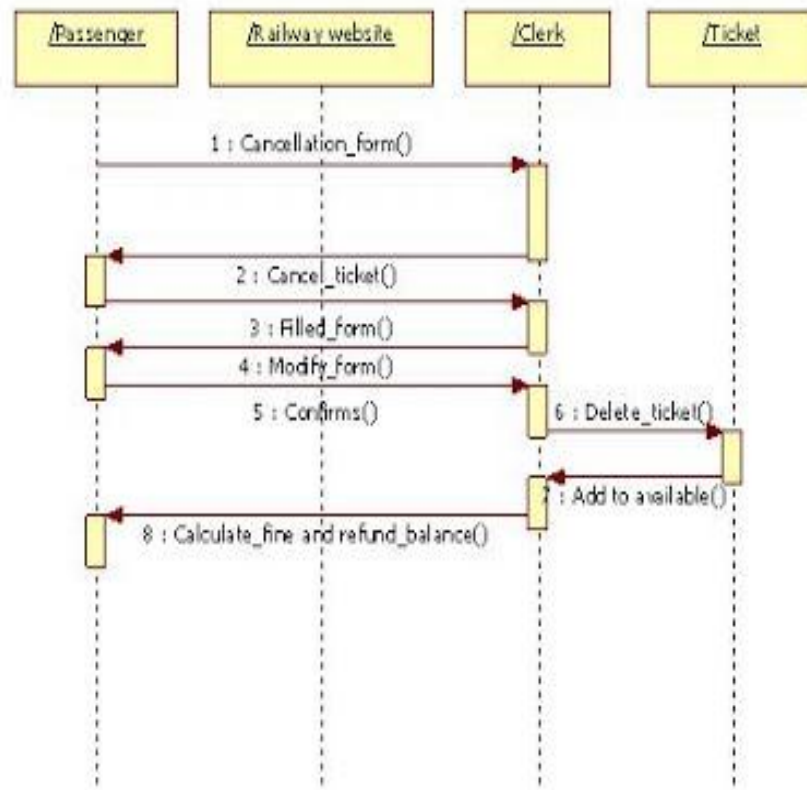 /Passenger
/Railway website
/Clerk
/Ticket
1 : Cancellation_form()
2 : Cancel_ticket()
3 : Filled_form()
4 : Modify_form()
5 : Confirms()
6 : Delete_ticket()
7 : Add to available()
8 : Calculate_fine and refund_balance()